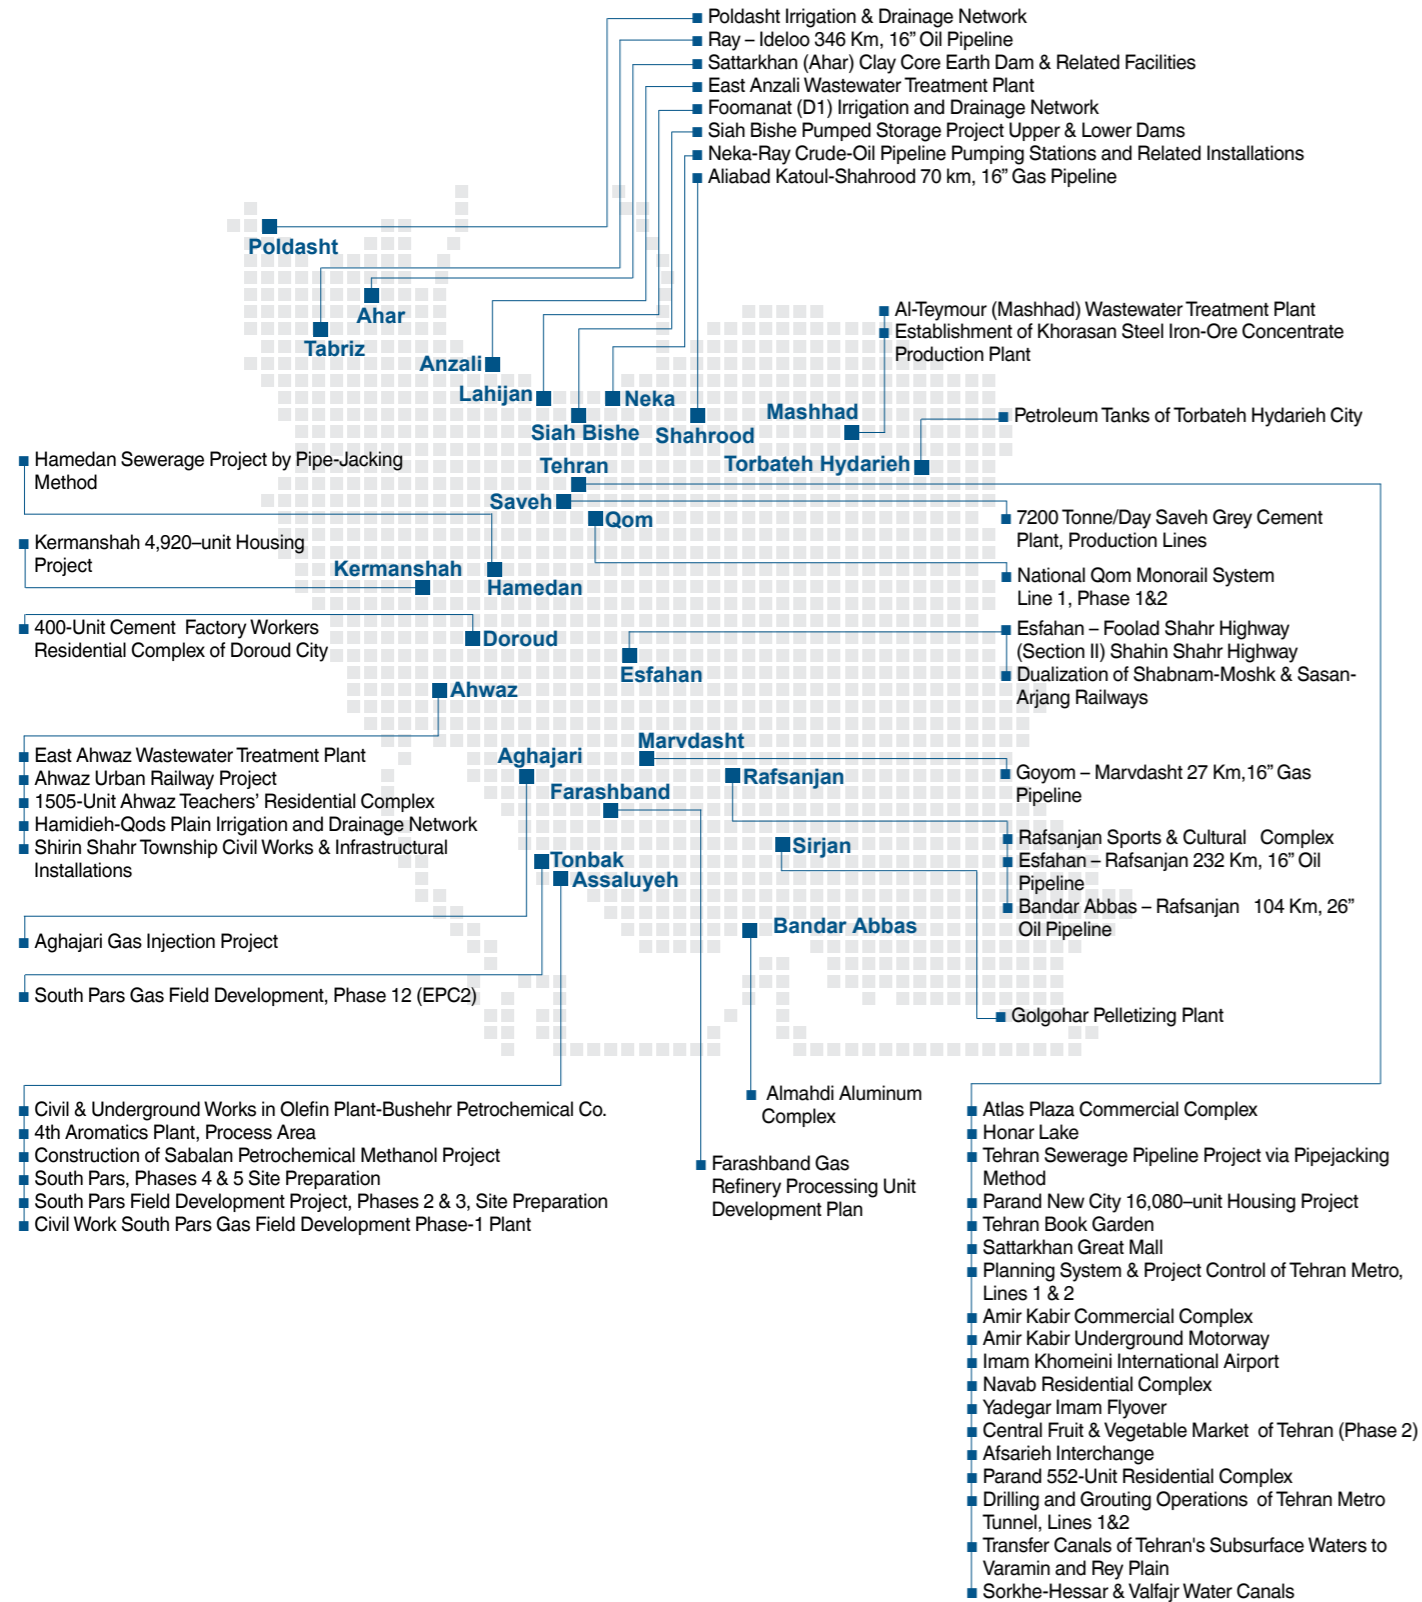 Poldasht Irrigation & Drainage Network
Ray – Ideloo 346 Km, 16” Oil Pipeline
Sattarkhan (Ahar) Clay Core Earth Dam & Related Facilities
East Anzali Wastewater Treatment Plant
Foomanat (D1) Irrigation and Drainage Network
Siah Bishe Pumped Storage Project Upper & Lower Dams
Neka-Ray Crude-Oil Pipeline Pumping Stations and Related Installations
Aliabad Katoul-Shahrood 70 km, 16” Gas Pipeline
Poldasht
Ahar
Tabriz
Anzali
Lahijan
Neka
Siah Bishe
Shahrood
Mashhad
Torbateh Hydarieh
Al-Teymour (Mashhad) Wastewater Treatment Plant
Establishment of Khorasan Steel Iron-Ore Concentrate
Production Plant
Petroleum Tanks of Torbateh Hydarieh City
Tehran
Saveh
Qom
Hamedan Sewerage Project by Pipe-Jacking
Method
Kermanshah 4,920–unit Housing
Project
Kermanshah
Hamedan
7200 Tonne/Day Saveh Grey Cement
Plant, Production Lines
National Qom Monorail System
Line 1, Phase 1&2
400-Unit Cement Factory Workers
Residential Complex of Doroud City
Doroud
Esfahan
Esfahan – Foolad Shahr Highway
(Section II) Shahin Shahr Highway
Dualization of Shabnam-Moshk & Sasan-
Arjang Railways
Ahwaz
East Ahwaz Wastewater Treatment Plant
Ahwaz Urban Railway Project
1505-Unit Ahwaz Teachers’ Residential Complex
Hamidieh-Qods Plain Irrigation and Drainage Network
Shirin Shahr Township Civil Works & Infrastructural
Installations
Aghajari
Marvdasht
Farashband
Rafsanjan
Goyom – Marvdasht 27 Km,16” Gas
Pipeline
Rafsanjan Sports & Cultural Complex
Esfahan – Rafsanjan 232 Km, 16” Oil
Pipeline
Bandar Abbas – Rafsanjan 104 Km, 26”
Oil Pipeline
Sirjan
Tonbak
Assaluyeh
Bandar Abbas
Aghajari Gas Injection Project
South Pars Gas Field Development, Phase 12 (EPC2)
Golgohar Pelletizing Plant
Civil & Underground Works in Olefin Plant-Bushehr Petrochemical Co.
4th Aromatics Plant, Process Area
Construction of Sabalan Petrochemical Methanol Project
South Pars, Phases 4 & 5 Site Preparation
South Pars Field Development Project, Phases 2 & 3, Site Preparation
Civil Work South Pars Gas Field Development Phase-1 Plant
Almahdi Aluminum
Complex
Farashband Gas
Refinery Processing Unit
Development Plan
Atlas Plaza Commercial Complex
Honar Lake
Tehran Sewerage Pipeline Project via Pipejacking
Method
Parand New City 16,080–unit Housing Project
Tehran Book Garden
Sattarkhan Great Mall
Planning System & Project Control of Tehran Metro,
Lines 1 & 2
Amir Kabir Commercial Complex
Amir Kabir Underground Motorway
Imam Khomeini International Airport
Navab Residential Complex
Yadegar Imam Flyover
Central Fruit & Vegetable Market of Tehran (Phase 2)
Afsarieh Interchange
Parand 552-Unit Residential Complex
Drilling and Grouting Operations of Tehran Metro
Tunnel, Lines 1&2
Transfer Canals of Tehran's Subsurface Waters to
Varamin and Rey Plain
Sorkhe-Hessar & Valfajr Water Canals